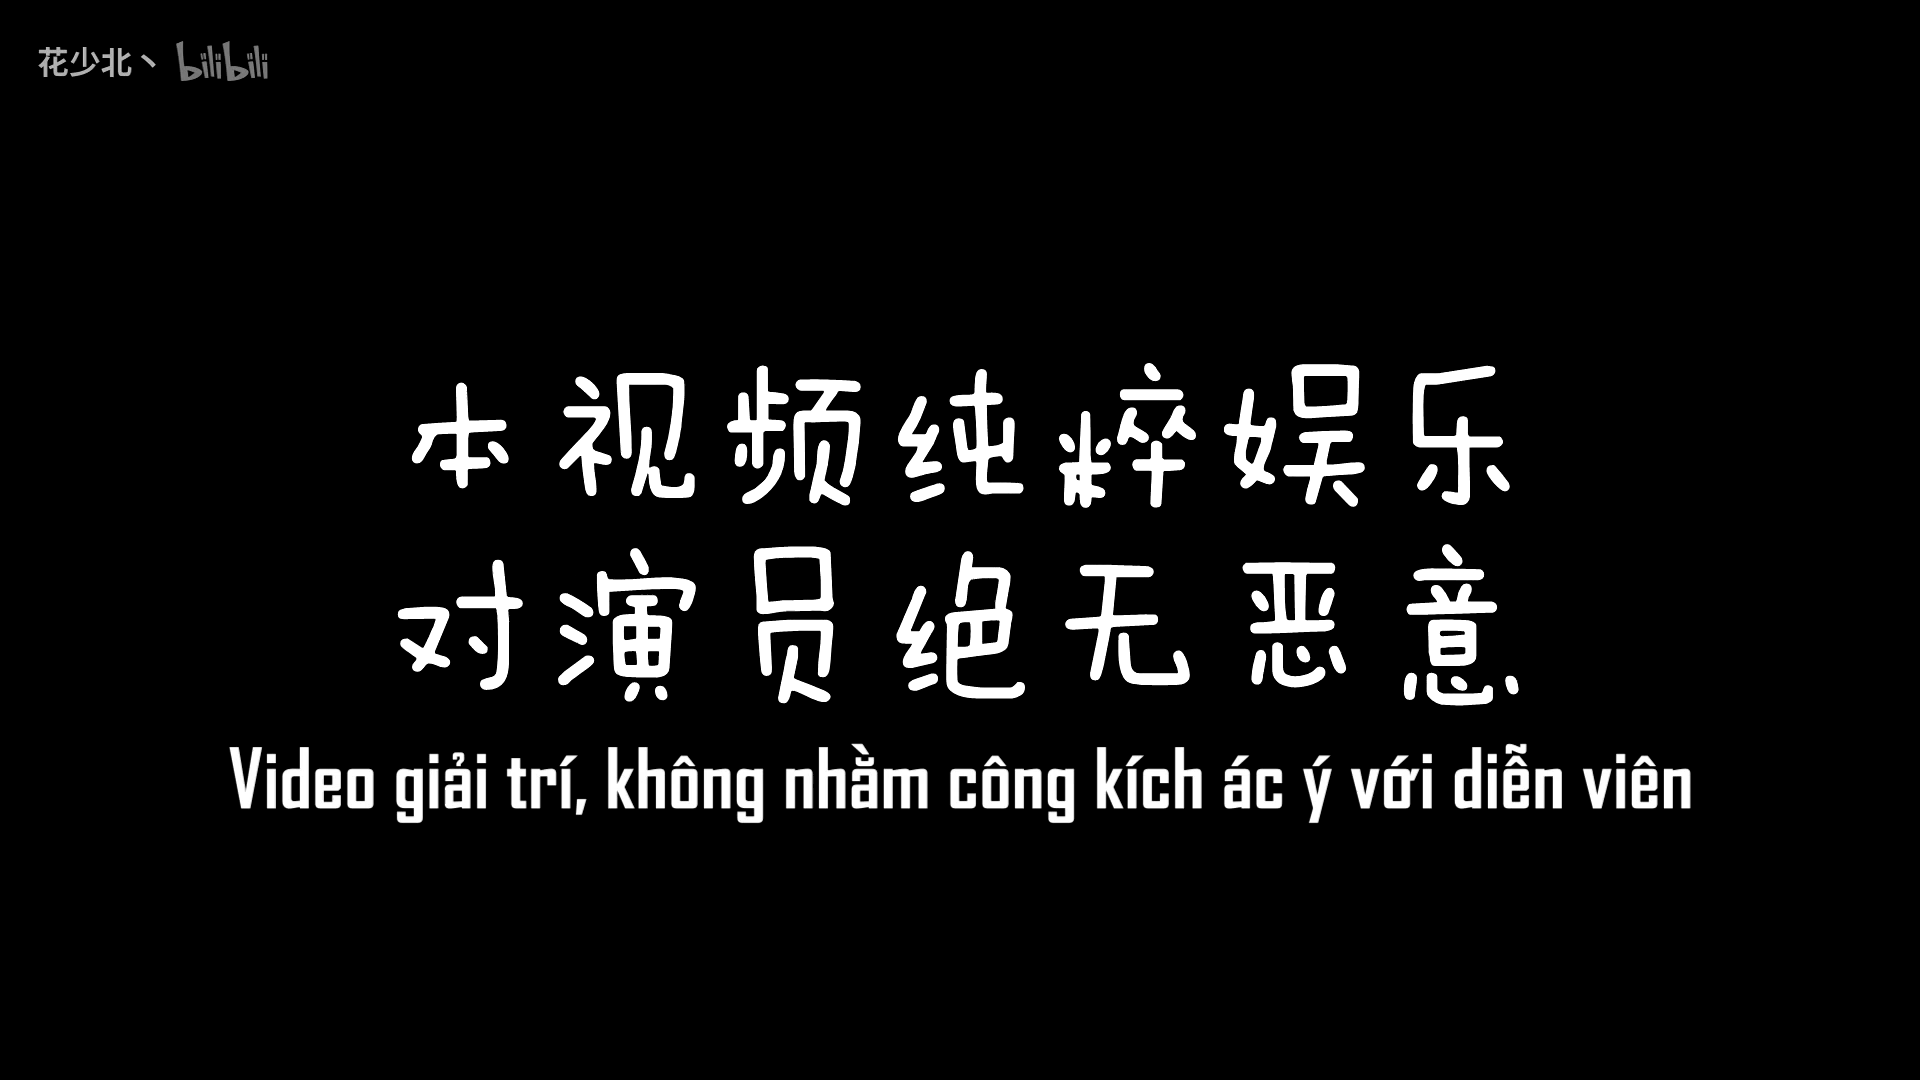 花少北丶 bilibili
本视频纯粹娱乐
对演员绝无恶意
Video giải trí, không nhằm công kích ác ý với diễn viên